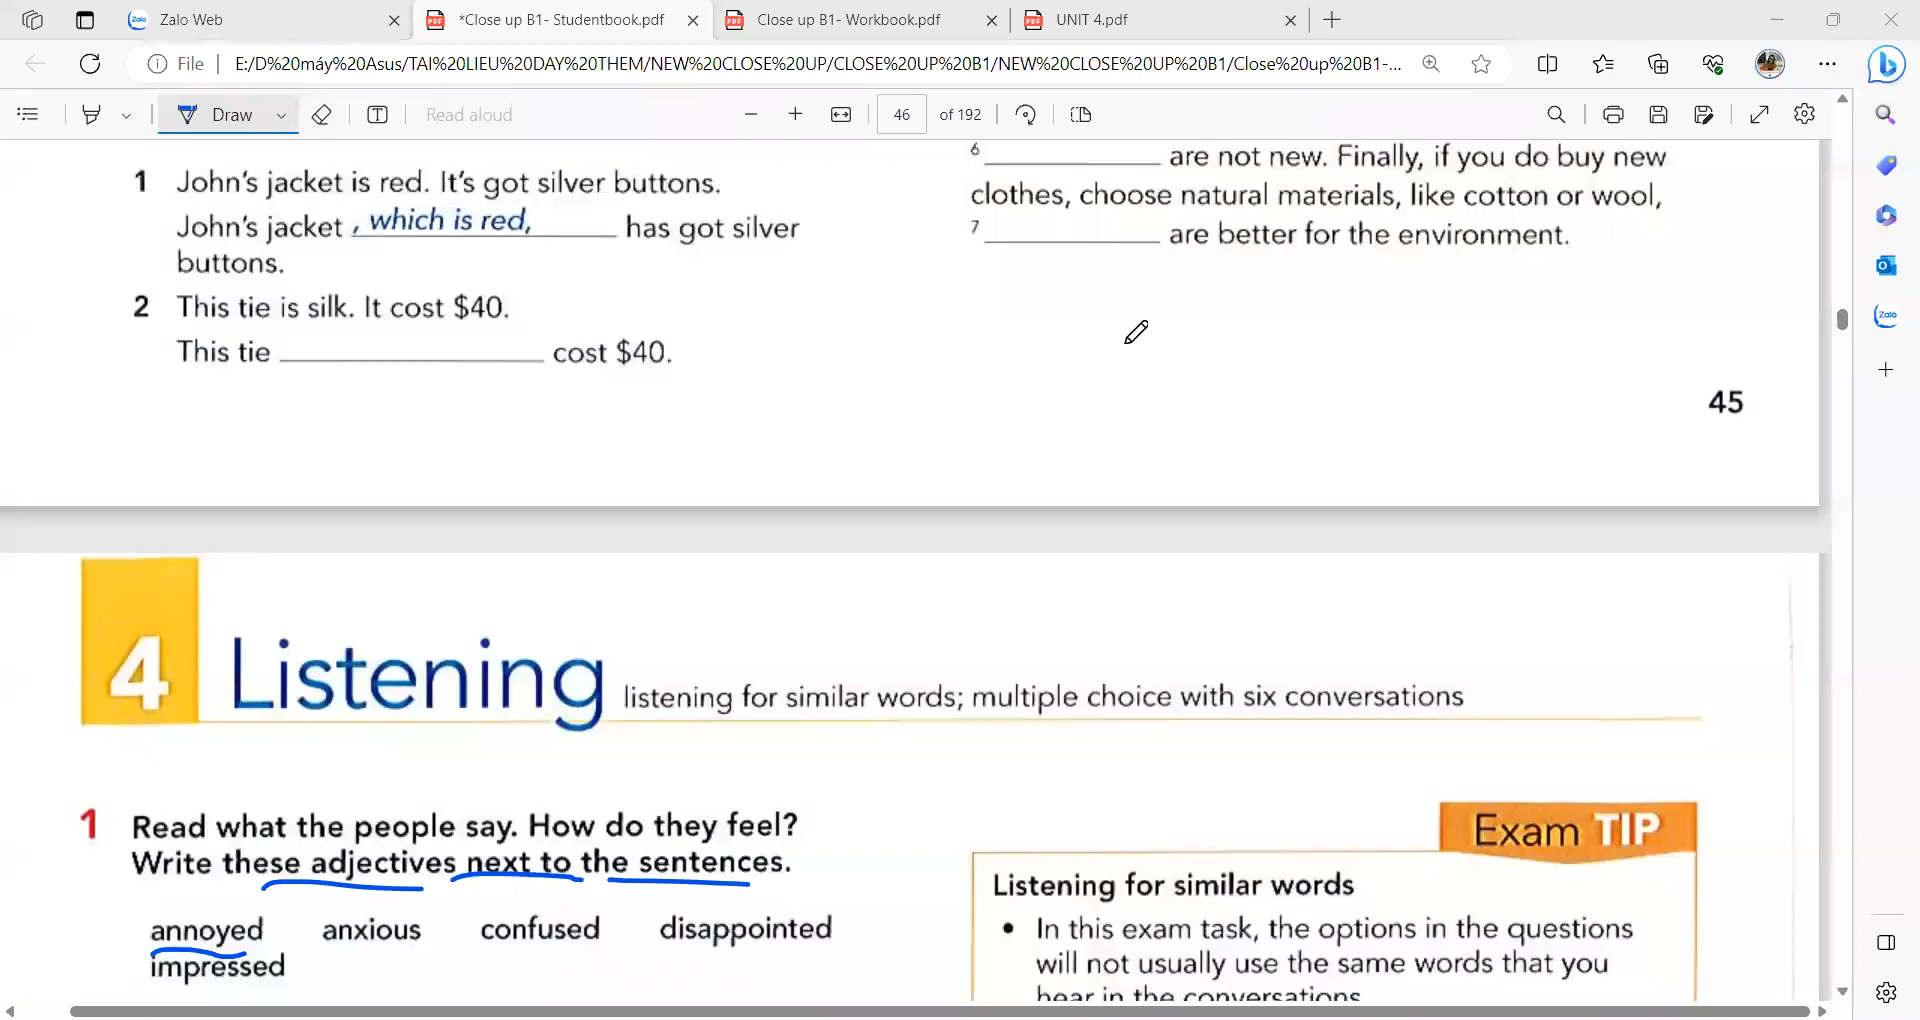 Zalo Web
*Close up B1- Studentbook.pdf
Close up B1- Workbook.pdf
UNIT 4.pdf
File
E:/D%20máy%20Asus/TAI%20LIEU%20DAY%20THEM/NEW%20CLOSE%20UP/CLOSE%20UP%20B1/NEW%20CLOSE%20UP%20B1/Close%20up%20B1-...
Draw
Read aloud
46
of 192
1 John's jacket is red. It's got silver buttons.
John's jacket , which is red, has got silver
buttons.
2 This tie is silk. It cost $40.
This tie ____ cost $40.
6 ____ are not new. Finally, if you do buy new
clothes, choose natural materials, like cotton or wool,
7 ____ are better for the environment.
45
4 Listening listening for similar words; multiple choice with six conversations
1 Read what the people say. How do they feel?
Write these adjectives next to the sentences.
annoyed anxious confused disappointed
impressed
Exam TIP
Listening for similar words
• In this exam task, the options in the questions
will not usually use the same words that you
hear in the conversations